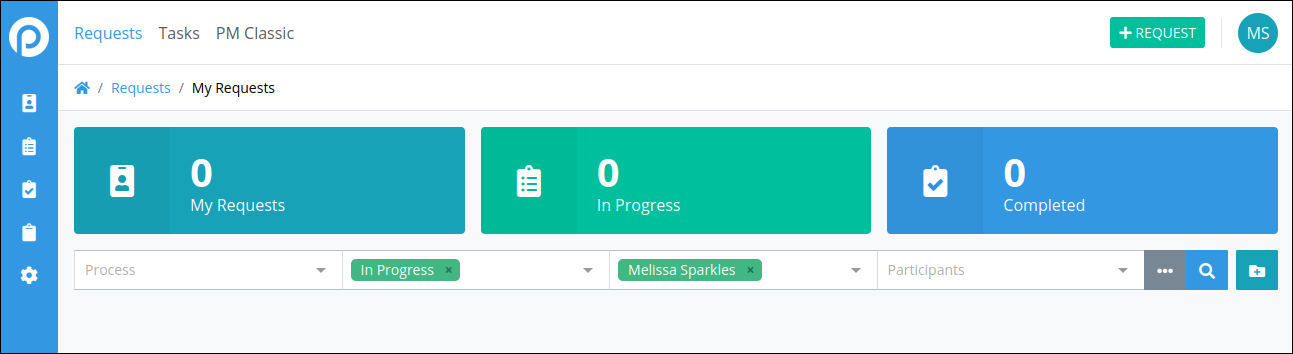 Requests Tasks PM Classic + REQUEST MS
/ Requests / My Requests
0 0 0
My Requests In Progress Completed
Process In Progress × Melissa Sparkles × Participants